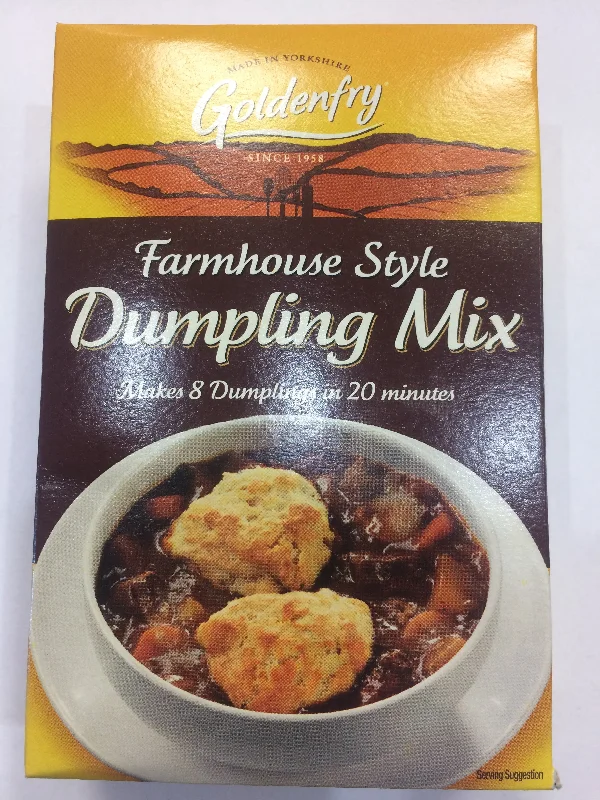 MADE IN YORKSHIRE
Goldenfry
SINCE 1958
Farmhouse Style
Dumpling Mix
Makes 8 Dumplings in 20 minutes
Serving Suggestion